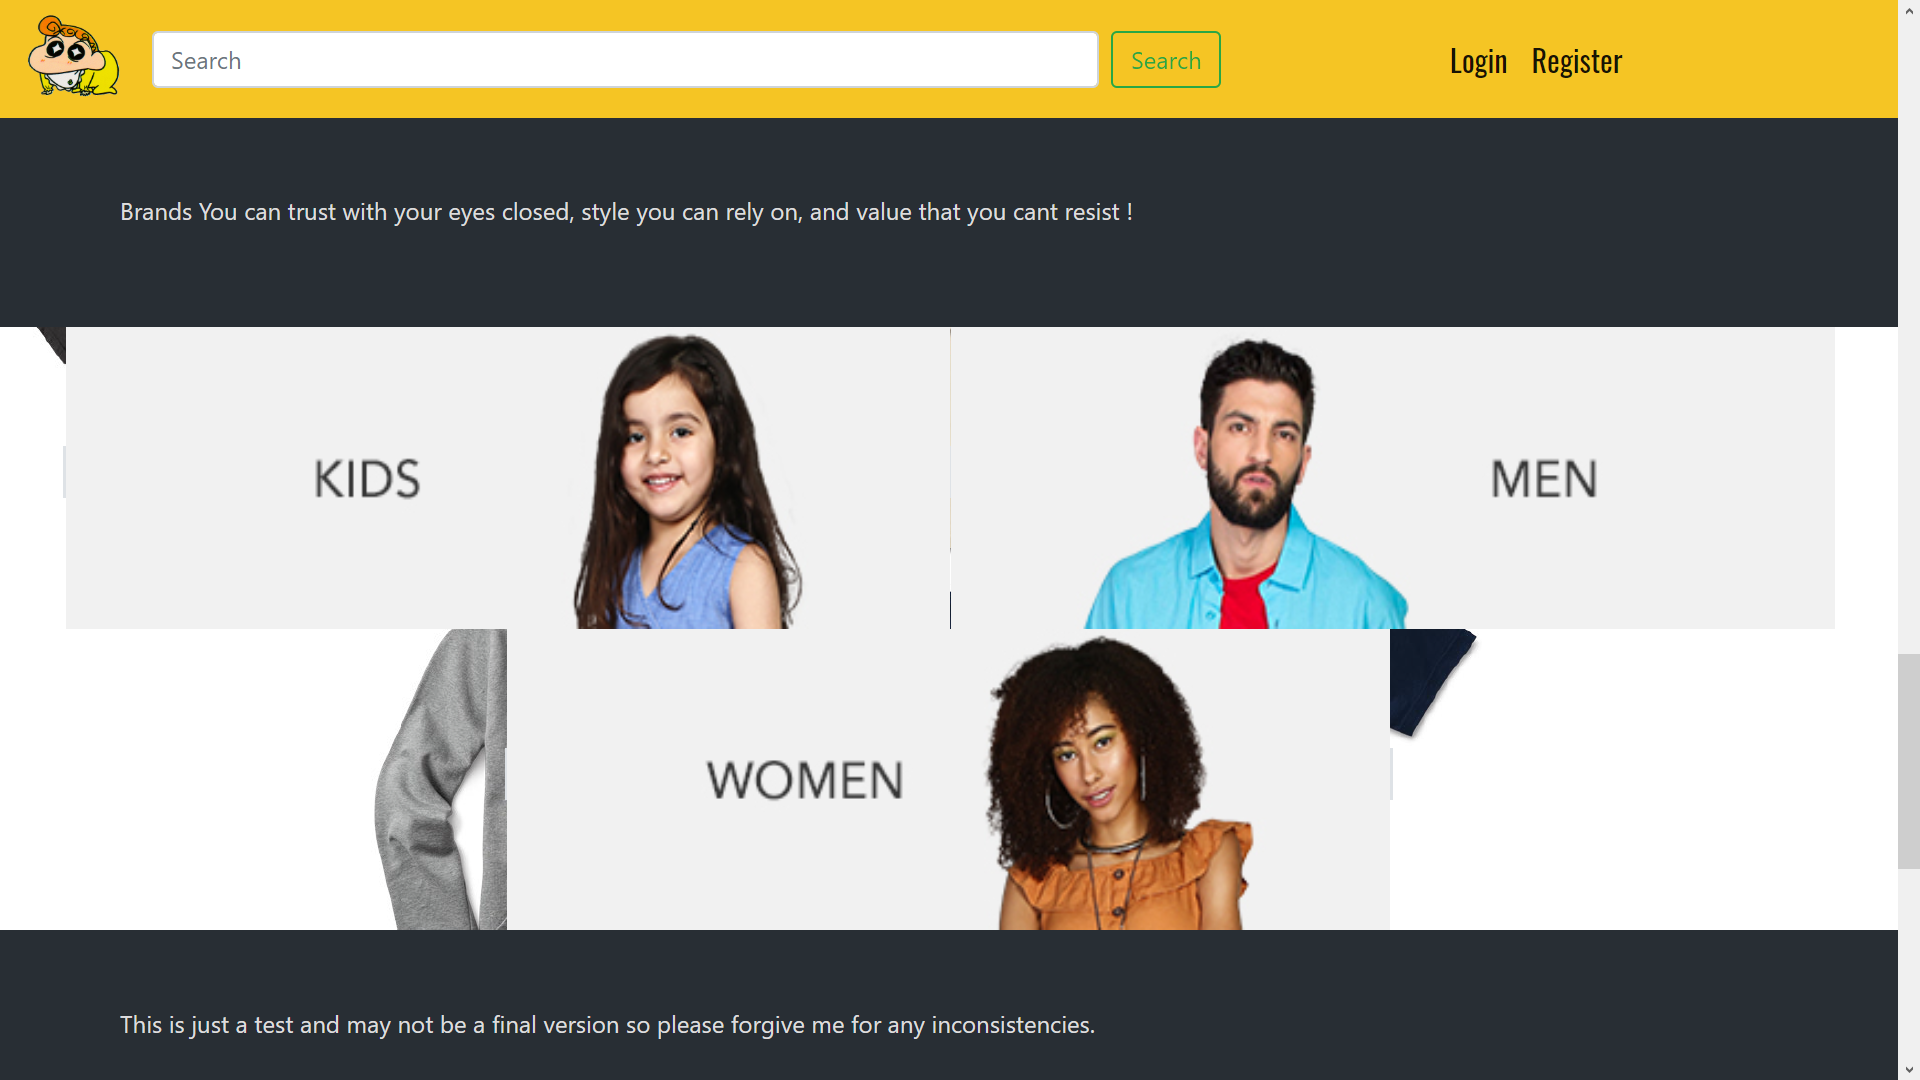 Search
Search
Login
Register
Brands You can trust with your eyes closed, style you can rely on, and value that you cant resist !
KIDS
MEN
WOMEN
This is just a test and may not be a final version so please forgive me for any inconsistencies.